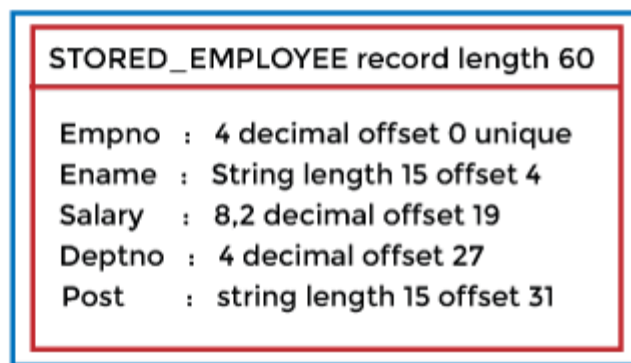 STORED_EMPLOYEE record length 60
Empno : 4 decimal offset 0 unique
Ename : String length 15 offset 4
Salary : 8,2 decimal offset 19
Deptno : 4 decimal offset 27
Post : string length 15 offset 31